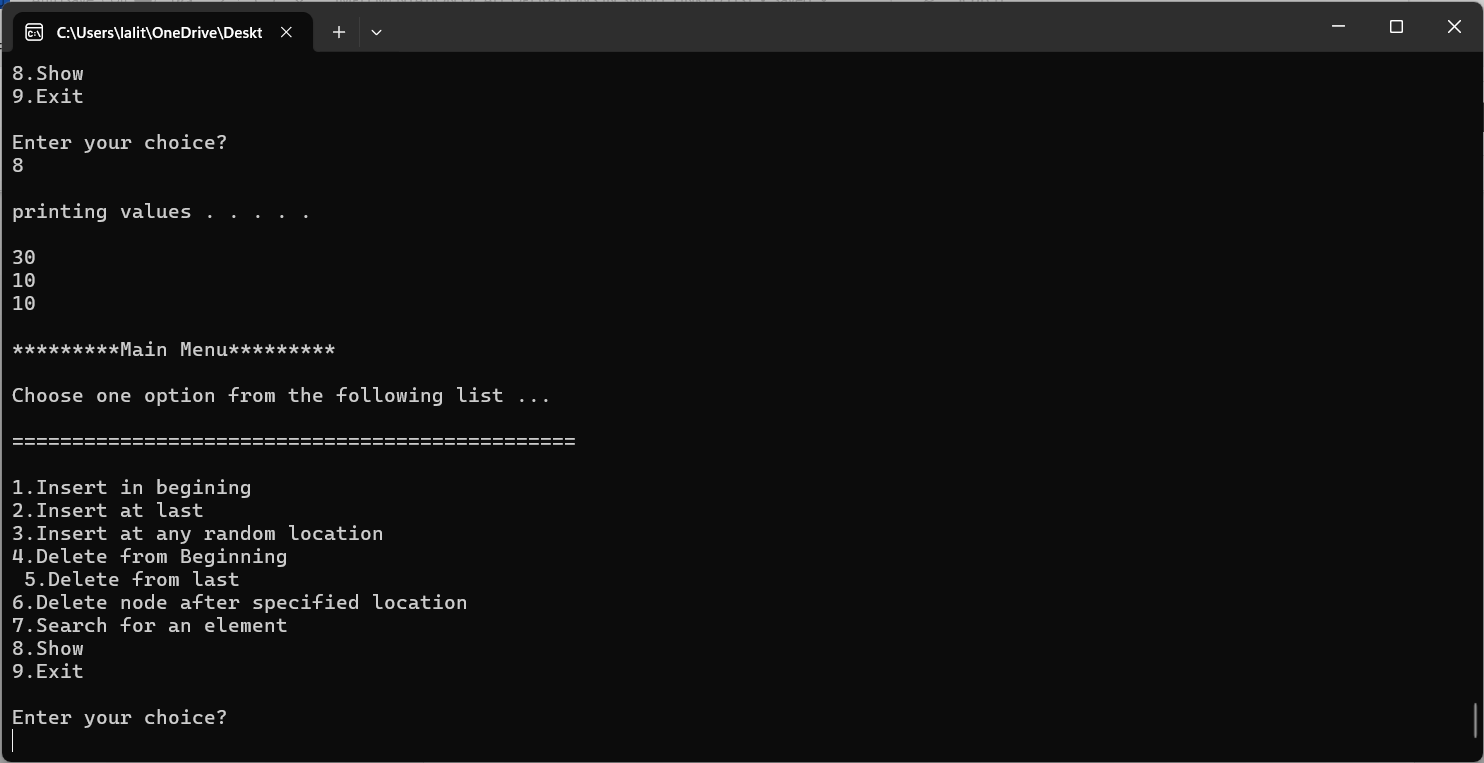 C:\Users\lalit\OneDrive\Deskt
8.Show
9.Exit
Enter your choice?
8
printing values . . . . .
30
10
10
*********Main Menu*********
Choose one option from the following list ...
===============================================
1.Insert in begining
2.Insert at last
3.Insert at any random location
4.Delete from Beginning
5.Delete from last
6.Delete node after specified location
7.Search for an element
8.Show
9.Exit
Enter your choice?